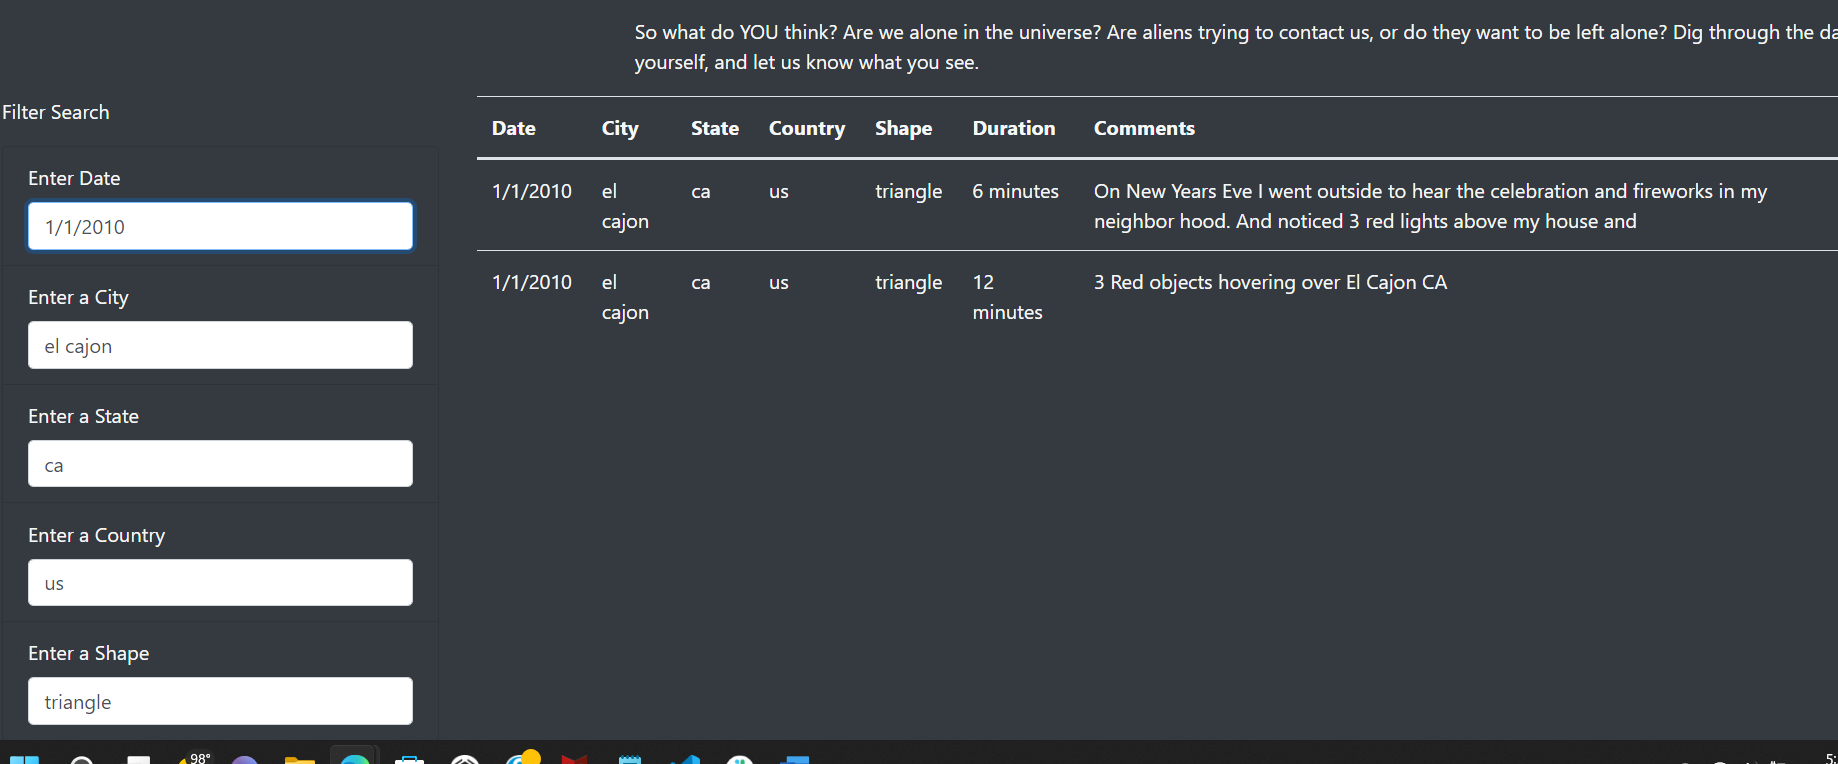 So what do YOU think? Are we alone in the universe? Are aliens trying to contact us, or do they want to be left alone? Dig through the
yourself, and let us know what you see.
Filter Search
Enter Date
1/1/2010
Enter a City
el cajon
Enter a State
ca
Enter a Country
us
Enter a Shape
triangle
Date City State Country Shape Duration Comments
1/1/2010 el ca us triangle 6 minutes On New Years Eve I went outside to hear the celebration and fireworks in my
cajon neighbor hood. And noticed 3 red lights above my house and
1/1/2010 el ca us triangle 12 3 Red objects hovering over El Cajon CA
cajon minutes
98°